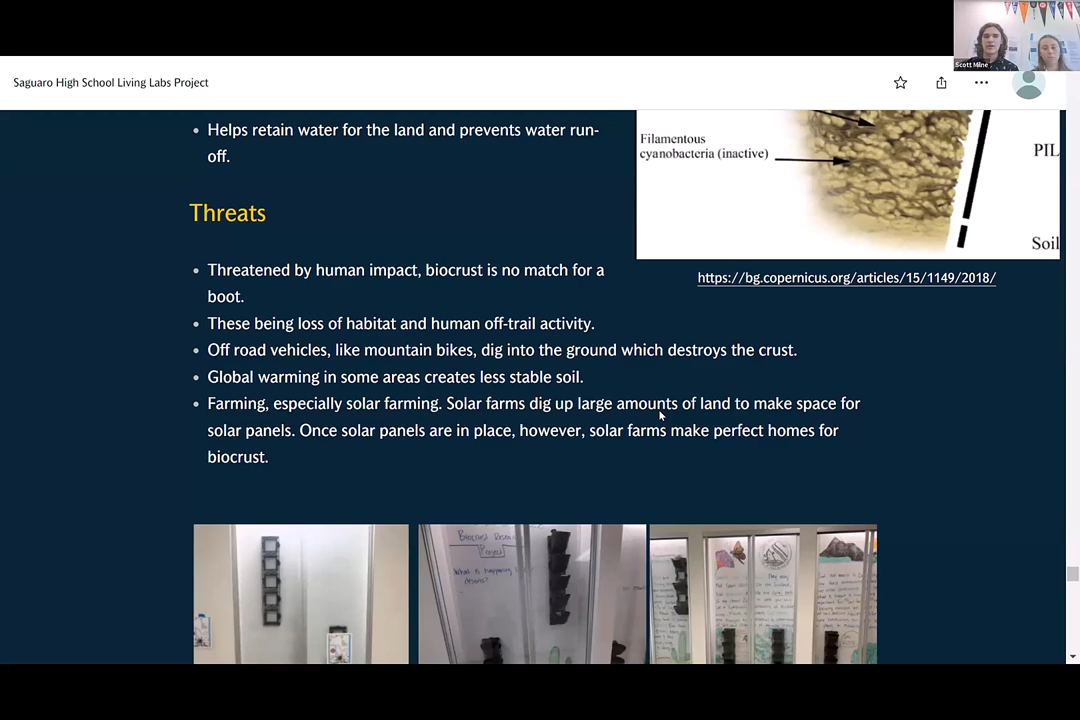 Scott Milne
Saguaro High School Living Labs Project
Helps retain water for the land and prevents water run-
off.
Filamentous
cyanobacteria (inactive)
PIL
Soil
https://bg.copernicus.org/articles/15/1149/2018/
Threats
Threatened by human impact, biocrust is no match for a
boot.
These being loss of habitat and human off-trail activity.
Off road vehicles, like mountain bikes, dig into the ground which destroys the crust.
Global warming in some areas creates less stable soil.
Farming, especially solar farming. Solar farms dig up large amounts of land to make space for
solar panels. Once solar panels are in place, however, solar farms make perfect homes for
biocrust.
Biocrust
Project
What is happening